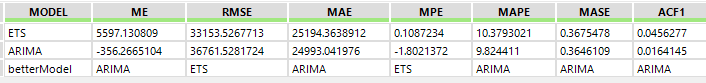 MODEL ME RMSE MAE MPE MAPE MASE ACF1
ETS 5597.130809 33153.5267713 25194.3638912 0.1087234 10.3793021 0.3675478 0.0456277
ARIMA -356.2665104 36761.5281724 24993.041976 -1.8021372 9.824411 0.3646109 0.0164145
betterModel ARIMA ETS ARIMA ETS ARIMA ARIMA ARIMA